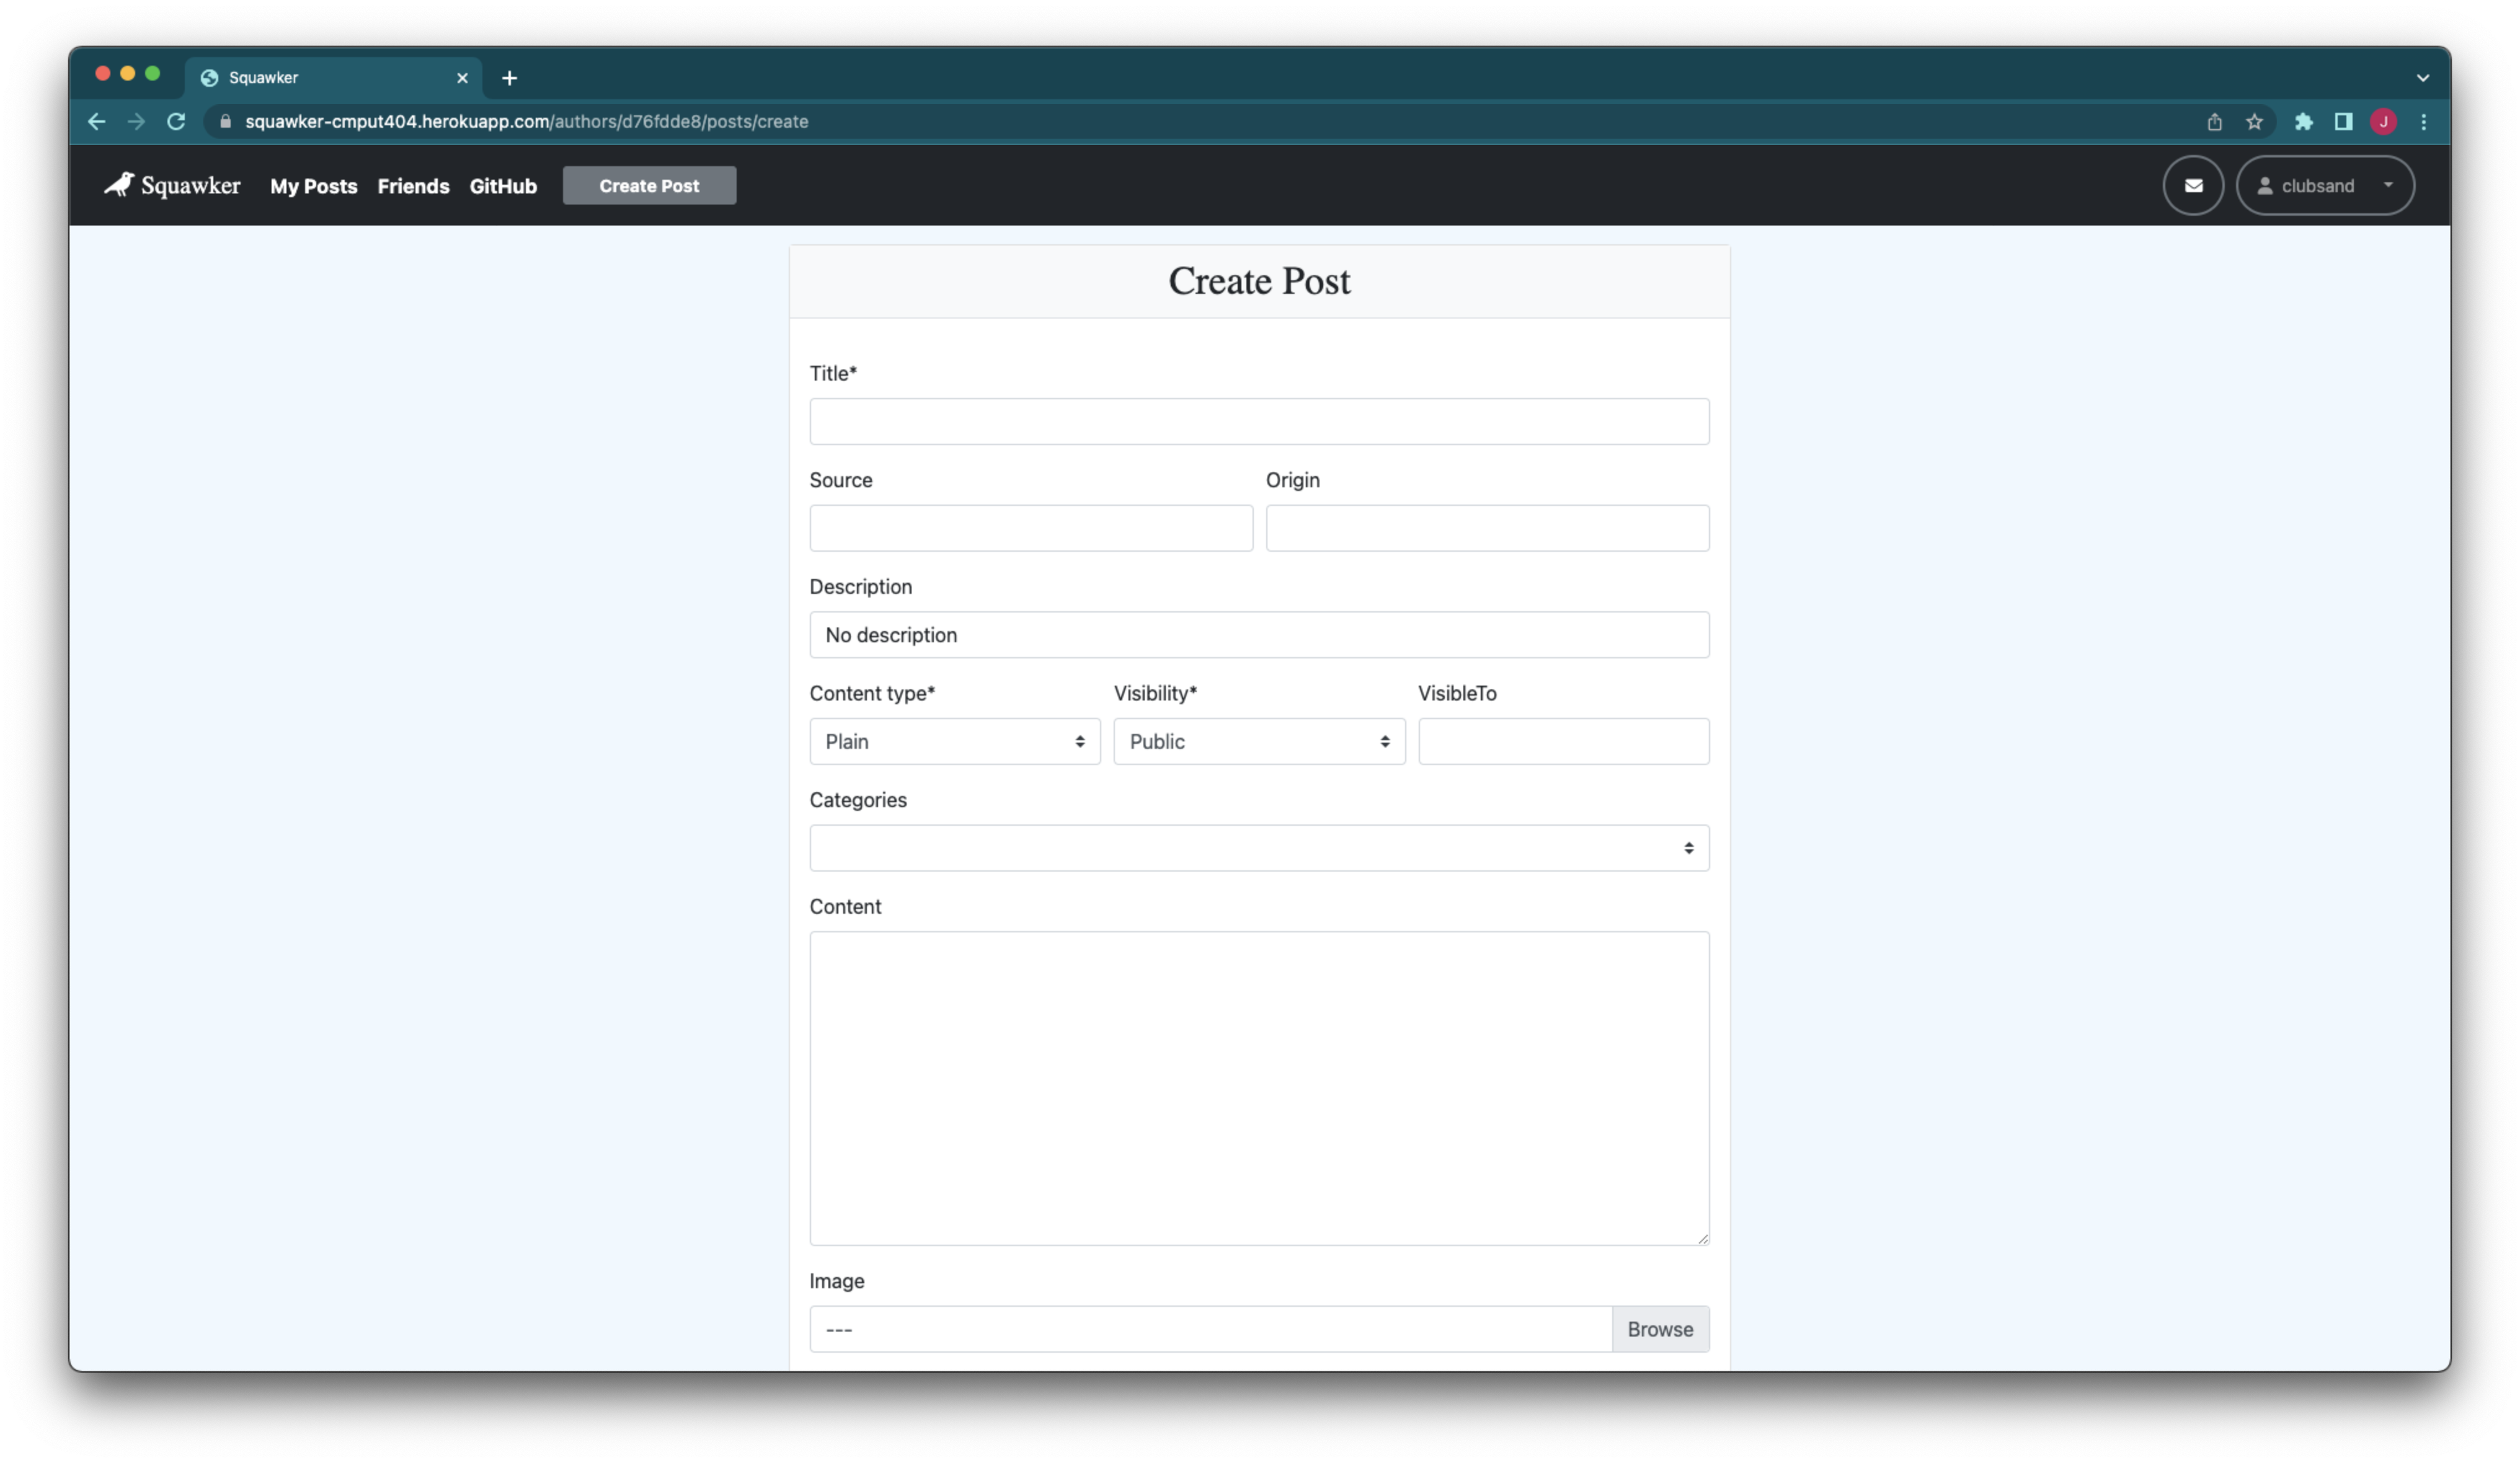 Squawker
squawker-cmput404.herokuapp.com/authors/d76fdde8/posts/create
J
Squawker My Posts Friends GitHub Create Post clubsand
Create Post
Title*
Source Origin
Description
No description
Content type* Visibility* VisibleTo
Plain Public
Categories
Content
Image
--- Browse